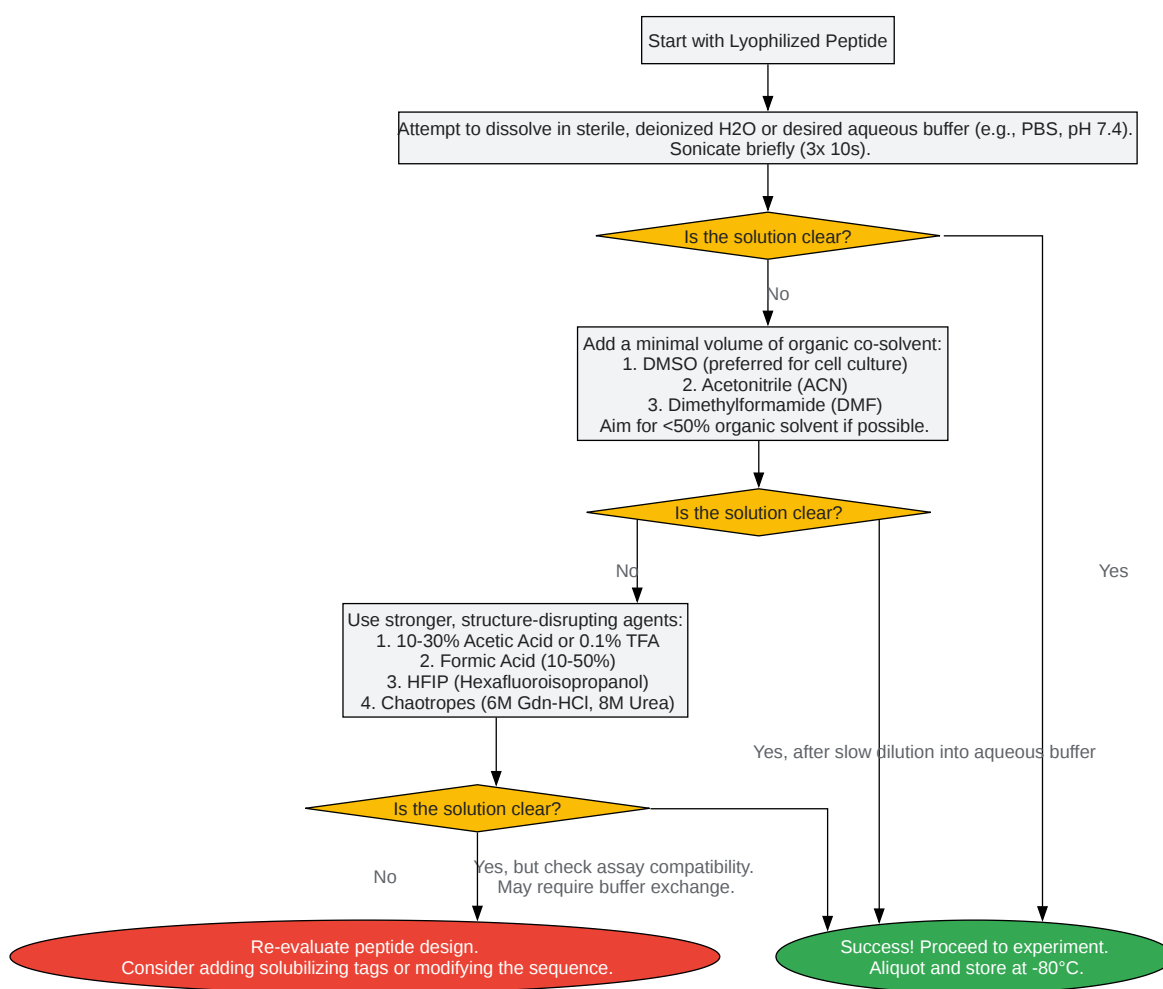 Start with Lyophilized Peptide
Attempt to dissolve in sterile, deionized H2O or desired aqueous buffer (e.g., PBS, pH 7.4).
Sonicate briefly (3x 10s).
Is the solution clear?
No
Add a minimal volume of organic co-solvent:
1. DMSO (preferred for cell culture)
2. Acetonitrile (ACN)
3. Dimethylformamide (DMF)
Aim for <50% organic solvent if possible.
Is the solution clear?
No
Yes
Use stronger, structure-disrupting agents:
1. 10-30% Acetic Acid or 0.1% TFA
2. Formic Acid (10-50%)
3. HFIP (Hexafluoroisopropanol)
4. Chaotropes (6M Gdn-HCl, 8M Urea)
Yes, after slow dilution into aqueous buffer
Is the solution clear?
No
Yes, but check assay compatibility.
May require buffer exchange.
Re-evaluate peptide design.
Consider adding solubilizing tags or modifying the sequence.
Success! Proceed to experiment.
Aliquot and store at -80°C.